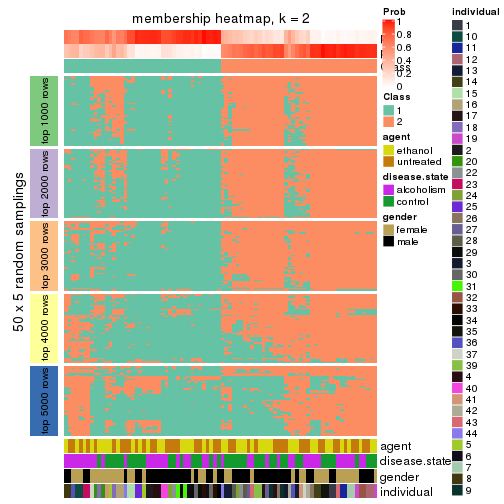 membership heatmap, k = 2
50 x 5 random samplings
top 1000 rows
top 2000 rows
top 3000 rows
top 4000 rows
top 5000 rows
agent
disease.state
gender
individual
Prob
1
0.8
0.6
0.4
0.2
0
Class
1
2
agent
ethanol
untreated
disease.state
akoholism
control
gender
female
male
individual
1
10
11
12
13
14
15
16
17
18
19
2
20
22
23
24
25
26
27
28
29
3
30
31
32
33
34
35
36
37
39
4
40
41
42
43
44
5
6
7
8
9